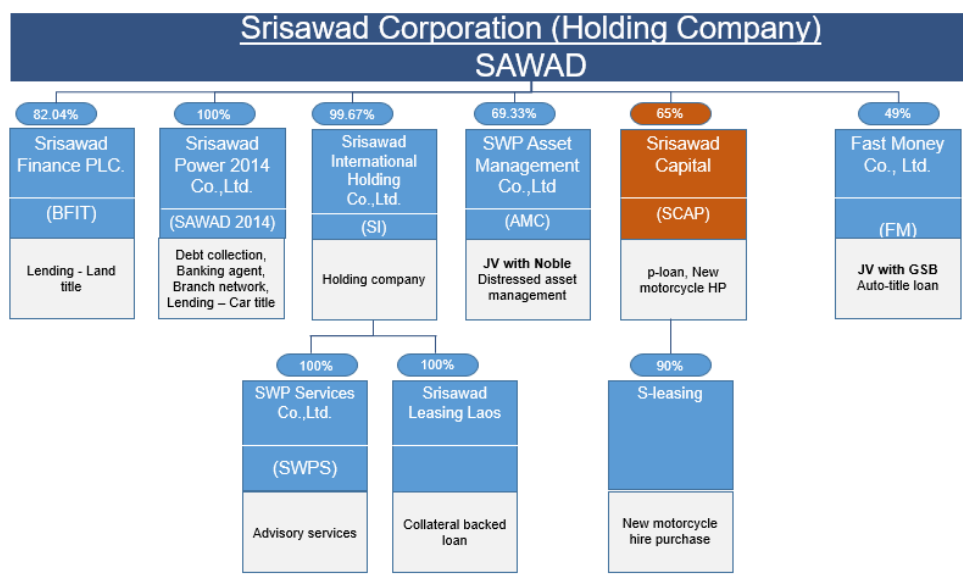 Srisawad Corporation (Holding Company)
SAWAD
82.04%
Srisawad
Finance PLC.
(BFIT)
Lending - Land
title
100%
Srisawad
Power 2014
Co.,Ltd.
(SAWAD 2014)
Debt collection,
Banking agent,
Branch network,
Lending – Car title
99.67%
Srisawad
International
Holding
Co.,Ltd.
(SI)
Holding company
69.33%
SWP Asset
Management
Co.,Ltd
(AMC)
JV with Noble
Distressed asset
management
65%
Srisawad
Capital
(SCAP)
p-loan, New
motorcycle HP
49%
Fast Money
Co., Ltd.
(FM)
JV with GSB
Auto-title loan
100%
SWP Services
Co.,Ltd.
(SWPS)
Advisory services
100%
Srisawad
Leasing Laos
Collateral backed
loan
90%
S-leasing
New motorcycle
hire purchase